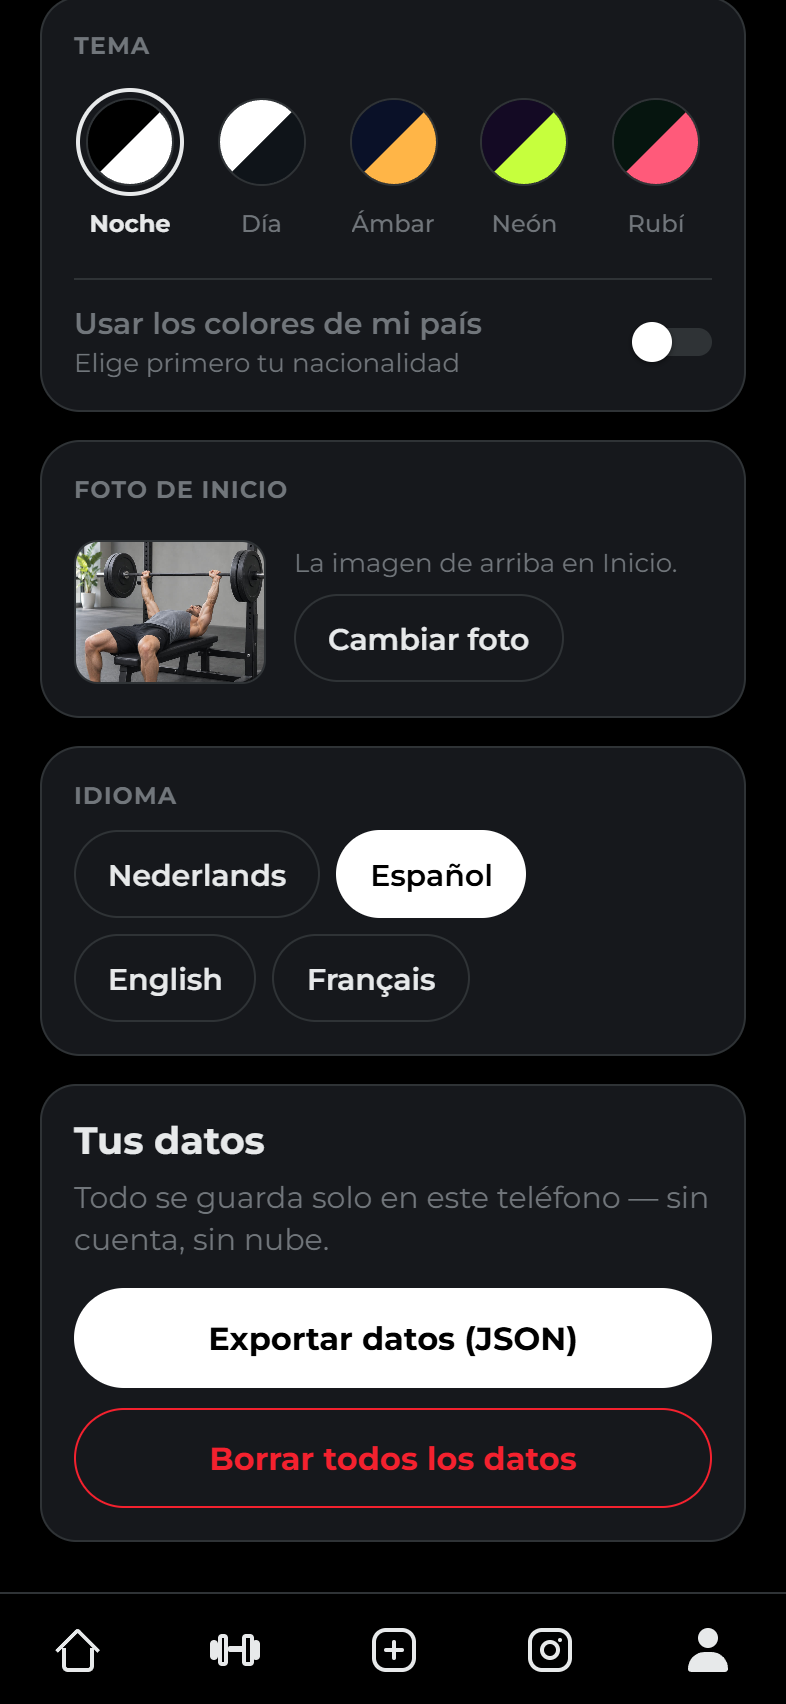 TEMA
Noche
Día
Ámbar
Neón
Rubí
Usar los colores de mi país
Elige primero tu nacionalidad
FOTO DE INICIO
La imagen de arriba en Inicio.
Cambiar foto
IDIOMA
Nederlands
Español
English
Français
Tus datos
Todo se guarda solo en este teléfono — sin
cuenta, sin nube.
Exportar datos (JSON)
Borrar todos los datos